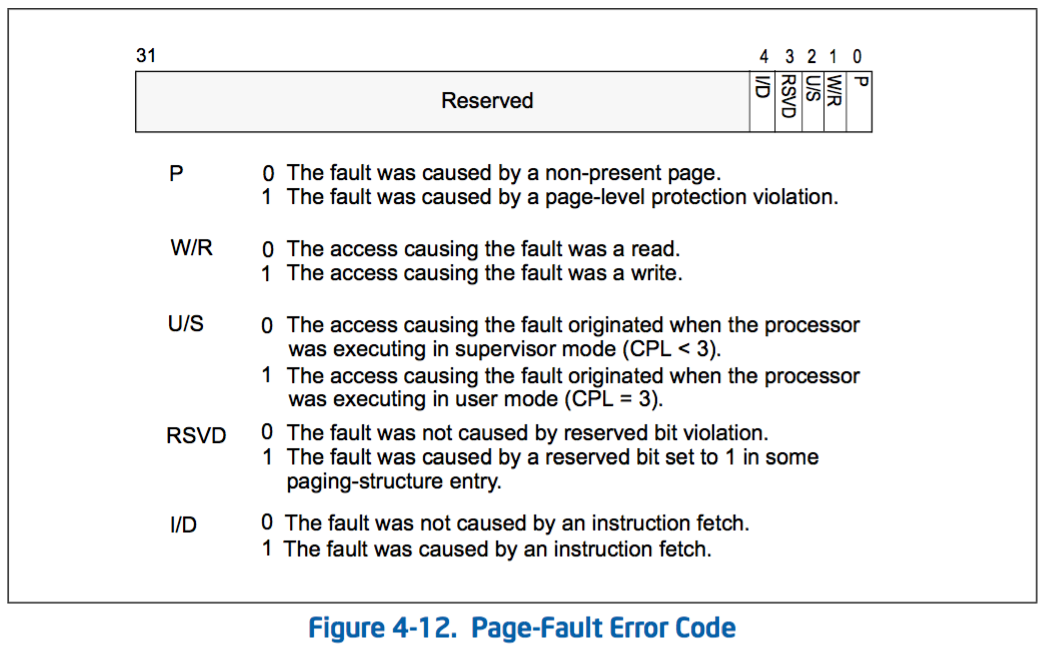 31 4 3 2 1 0
Reserved I/D RSVD U/S W/R P
P 0 The fault was caused by a non-present page.
1 The fault was caused by a page-level protection violation.
W/R 0 The access causing the fault was a read.
1 The access causing the fault was a write.
U/S 0 The access causing the fault originated when the processor
was executing in supervisor mode (CPL < 3).
1 The access causing the fault originated when the processor
was executing in user mode (CPL = 3).
RSVD 0 The fault was not caused by reserved bit violation.
1 The fault was caused by a reserved bit set to 1 in some
paging-structure entry.
I/D 0 The fault was not caused by an instruction fetch.
1 The fault was caused by an instruction fetch.
Figure 4-12. Page-Fault Error Code